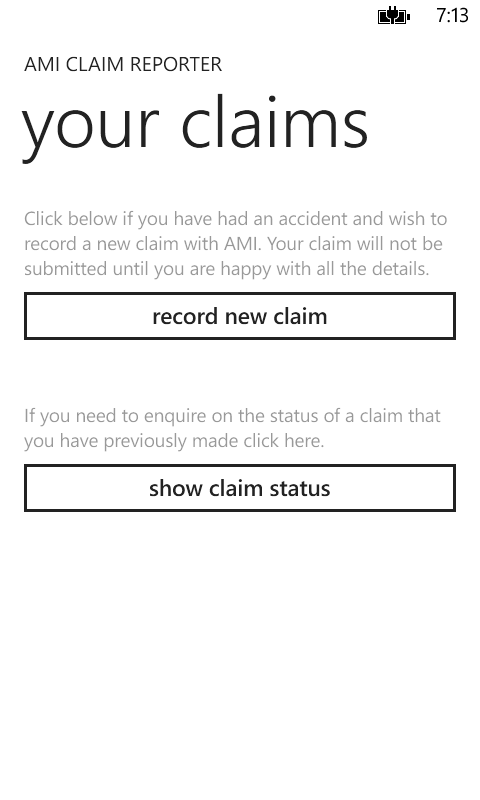 7:13
AMI CLAIM REPORTER
your claims
Click below if you have had an accident and wish to
record a new claim with AMI. Your claim will not be
submitted until you are happy with all the details.
record new claim
If you need to enquire on the status of a claim that
you have previously made click here.
show claim status